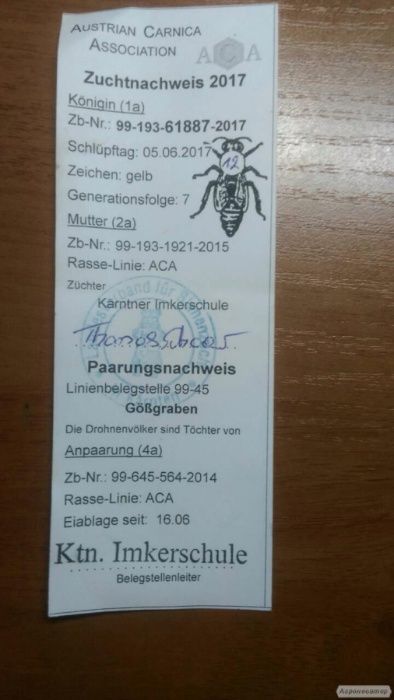 AUSTRIAN CARNICA
ASSOCIATION
ACA
Zuchtnachweis 2017
Königin (1a)
Zb-Nr.: 99-193-61887-2017
Schlüpftag: 05.06.2017
12
Zeichen: gelb
Generationsfolge: 7
Mutter (2a)
Zb-Nr.: 99-193-1921-2015
Rasse-Linie: ACA
Züchter
Kärntner Imkerschule
Paarungsnachweis
Linienbelegstelle 99-45
Gößgraben
Die Drohnenvölker sind Töchter von
Anpaarung (4a)
Zb-Nr.: 99-645-564-2014
Rasse-Linie: ACA
Eiablage seit: 16.06
Ktn. Imkerschule
Belegstellenleiter
Агрономатор